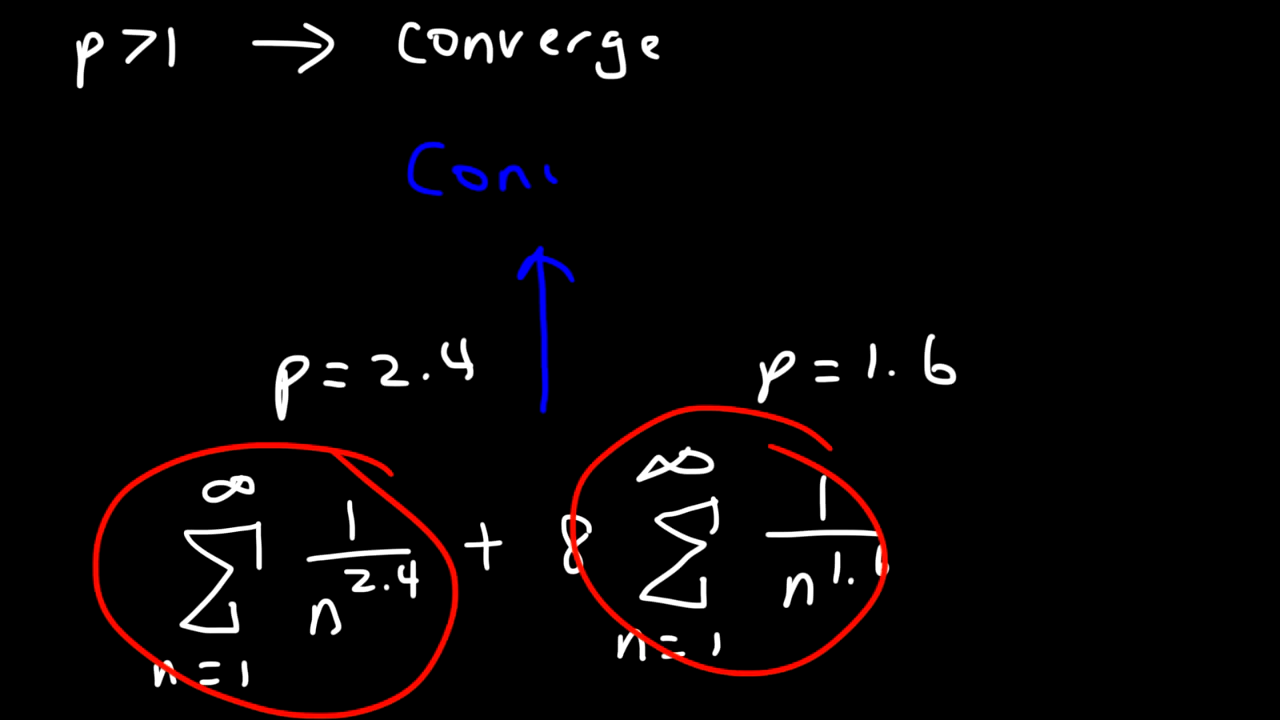 p > 1 → converge
Con
p = 2.4 p = 1.6
∞ ∞
∑ 1/n^2.4 + 8 ∑ 1/n^1.6
n = 1 n = 1